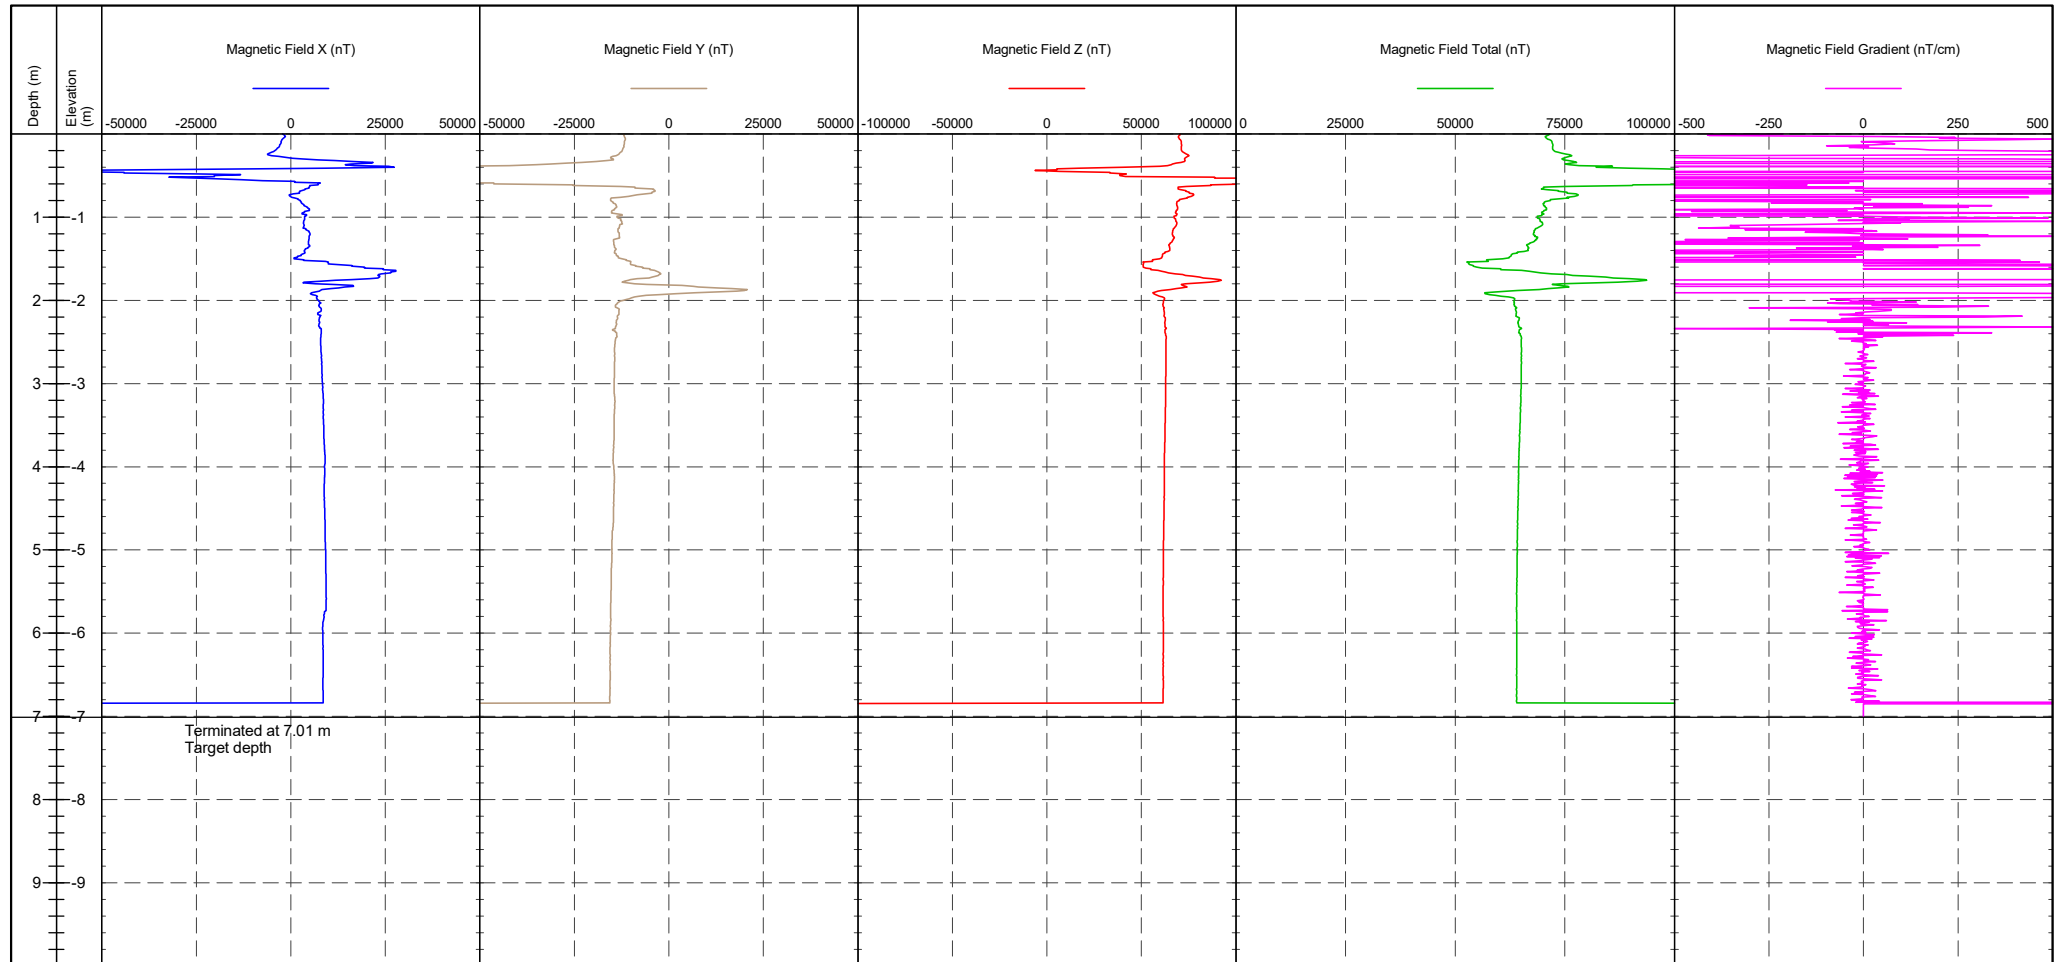 Depth (m)
Elevation
(m)
Magnetic Field X (nT)
Magnetic Field Y (nT)
Magnetic Field Z (nT)
Magnetic Field Total (nT)
Magnetic Field Gradient (nT/cm)
-50000 -25000 0 25000 50000
-50000 -25000 0 25000 50000
-100000 -50000 0 50000 100000
0 25000 50000 75000 100000
-500 -250 0 250 500
1 -1
2 -2
3 -3
4 -4
5 -5
6 -6
7 -7
Terminated at 7.01 m
Target depth
8 -8
9 -9